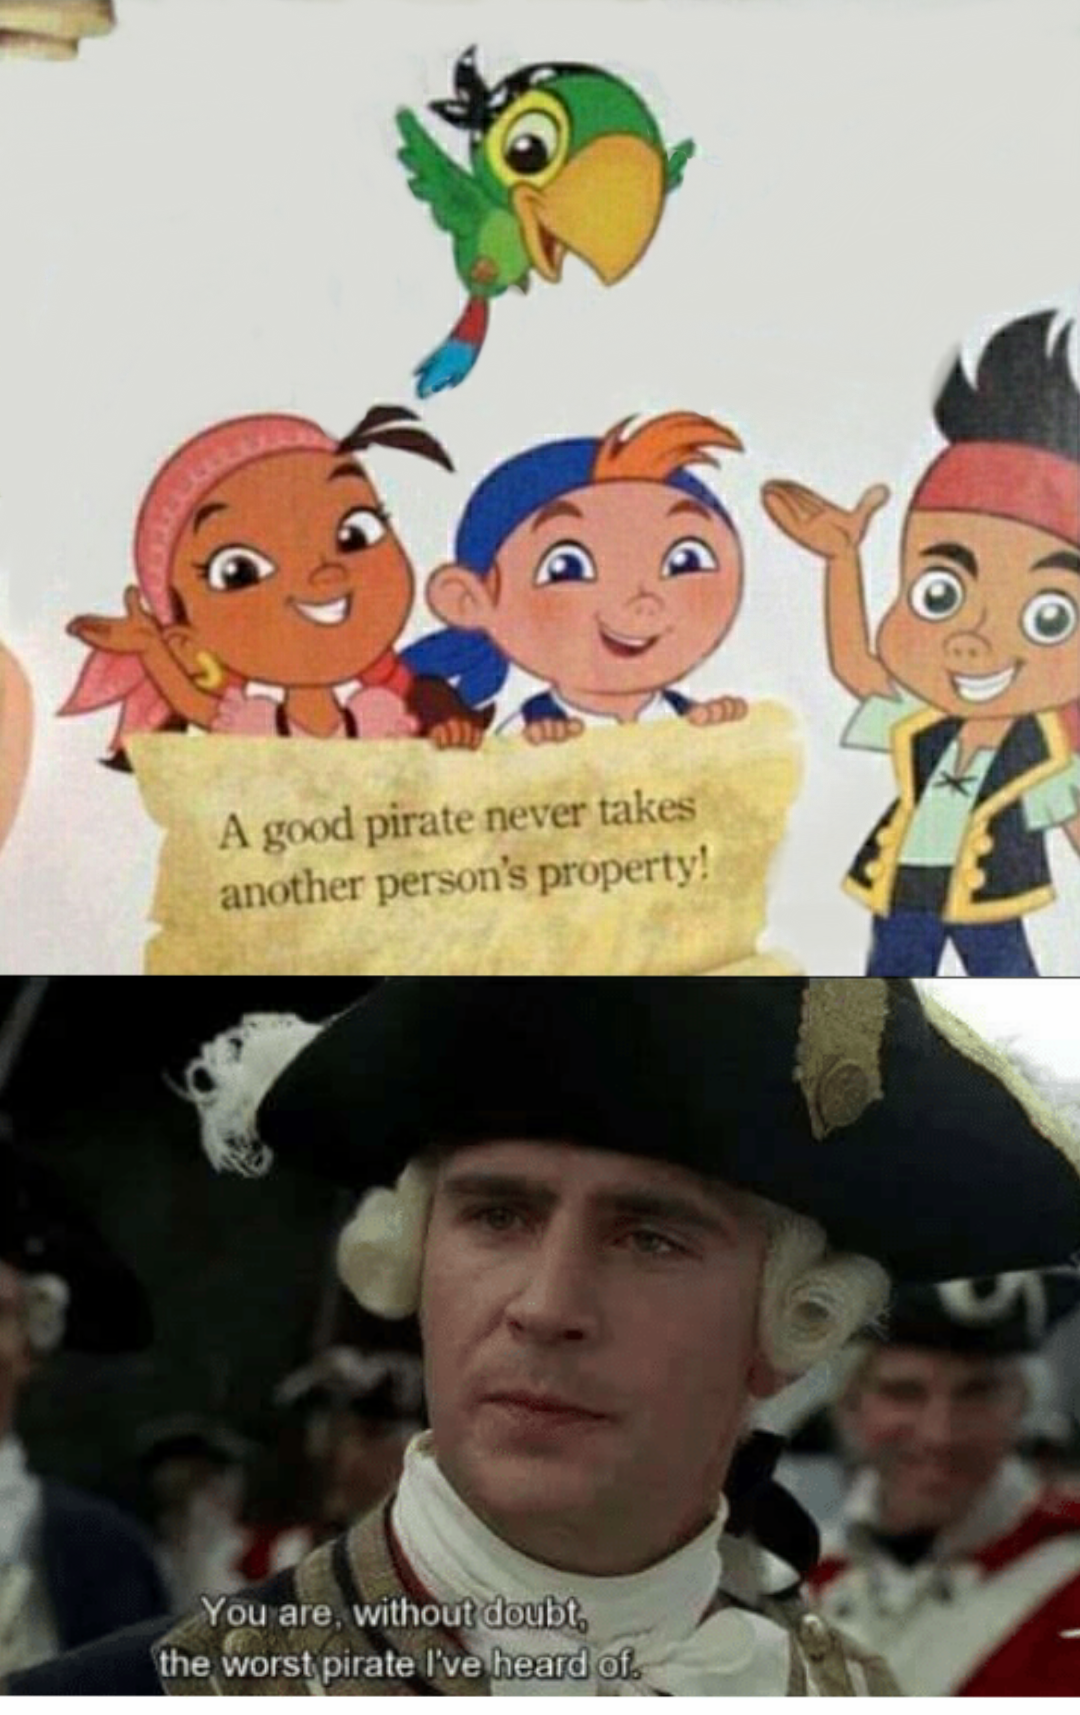 A good pirate never takes
another person's property!
You are, without doubt,
the worst pirate I've heard of.